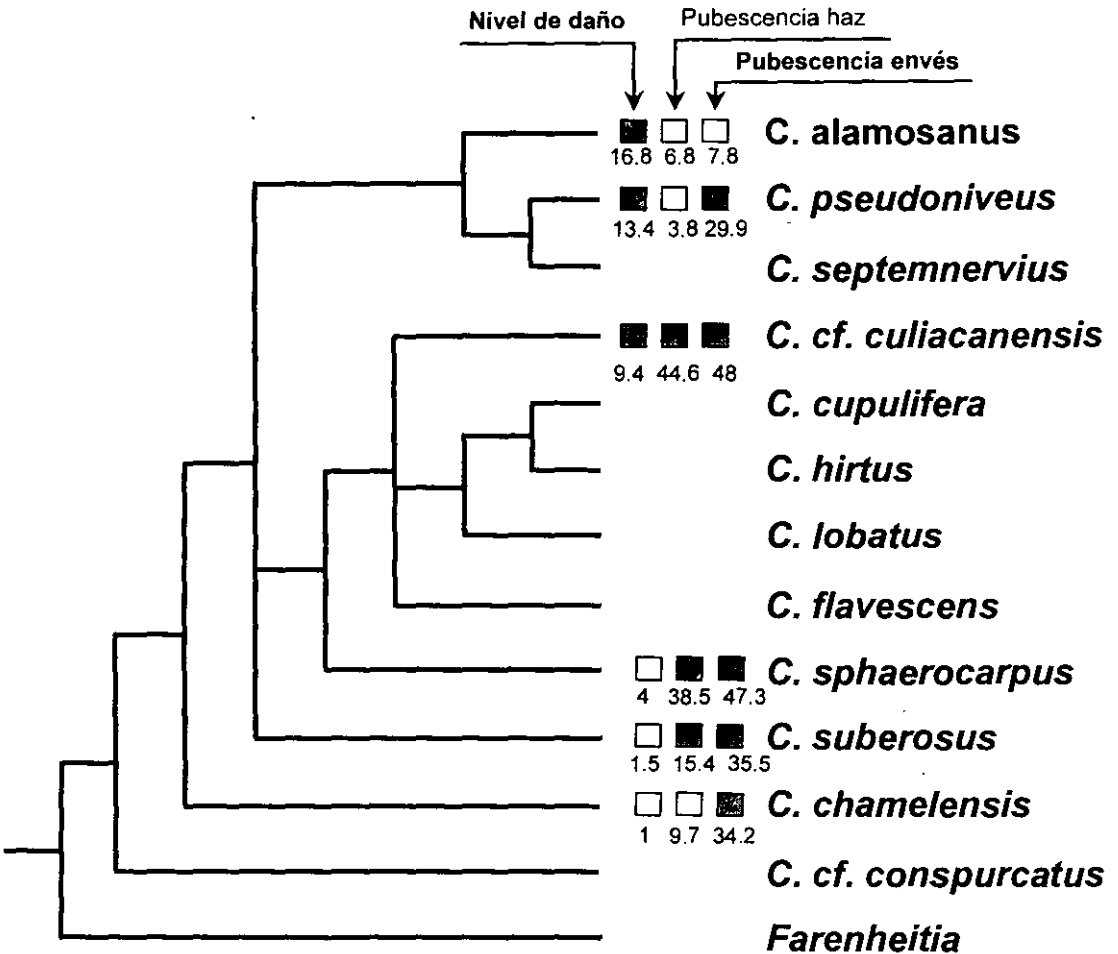 Nivel de daño
Pubescencia haz
Pubescencia envés
C. alamosanus
16.8 6.8 7.8
C. pseudoniveus
13.4 3.8 29.9
C. septemnervius
C. cf. culiacanensis
9.4 44.6 48
C. cupulifera
C. hirtus
C. lobatus
C. flavescens
C. sphaerocarpus
4 38.5 47.3
C. suberosus
1.5 15.4 35.5
C. chamelensis
1 9.7 34.2
C. cf. conspurcatus
Farenheitia